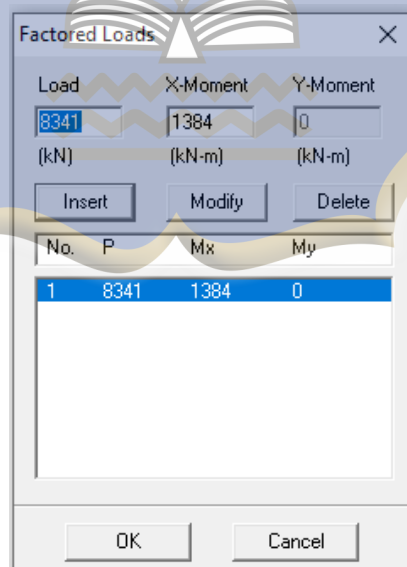 Factored Loads
Load X-Moment Y-Moment
8341 1384 0
(kN) (kN-m) (kN-m)
Insert Modify Delete
No. P Mx My
1 8341 1384 0
OK Cancel